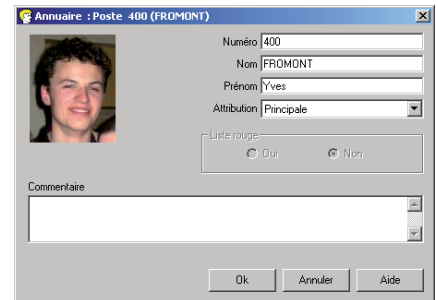 Annuaire : Poste 400 (FROMONT)
Numéro 400
Nom FROMONT
Prénom Yves
Attribution Principale
Liste rouge
Oui Non
Commentaire
Ok Annuler Aide